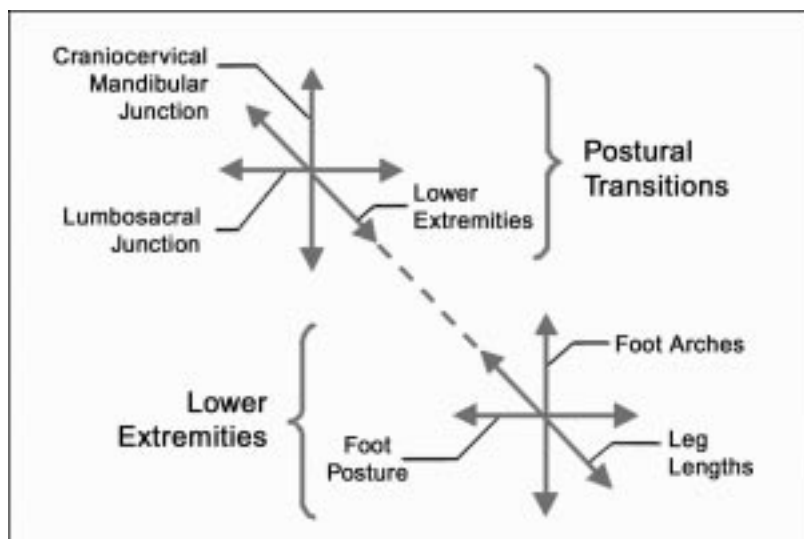 Craniocervical
Mandibular
Junction
Postural
Transitions
Lower
Extremities
Lumbosacral
Junction
Foot Arches
Lower
Extremities
Foot
Posture
Leg
Lengths